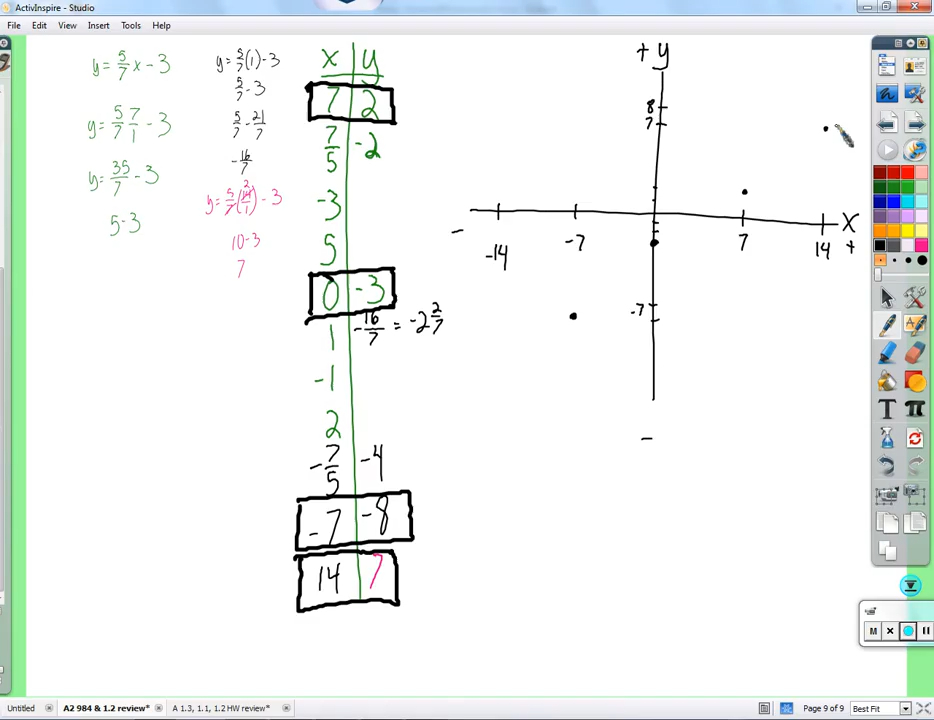 ActivInspire - Studio
File Edit View Insert Tools Help
y = 5/7 x - 3
y = 5/7 7/1 - 3
y = 35/7 - 3
5 - 3
y = 5/7 (1) - 3
5/7 - 3
5/7 - 21/7
- 16/7
y = 5/7 (14/1) - 3
2
10 - 3
7
x y
7 2
7/5 -2
-3
5
0 -3
1 - 16/7 = -2 2/7
-1
2
- 7/5 -4
-7 -8
14 7
+ y
8
7
- -14 -7 7 14 x +
-7
-
M
Untitled A2 984 & 1.2 review* A 1.3, 1.1, 1.2 HW review* Page 9 of 9 Best Fit